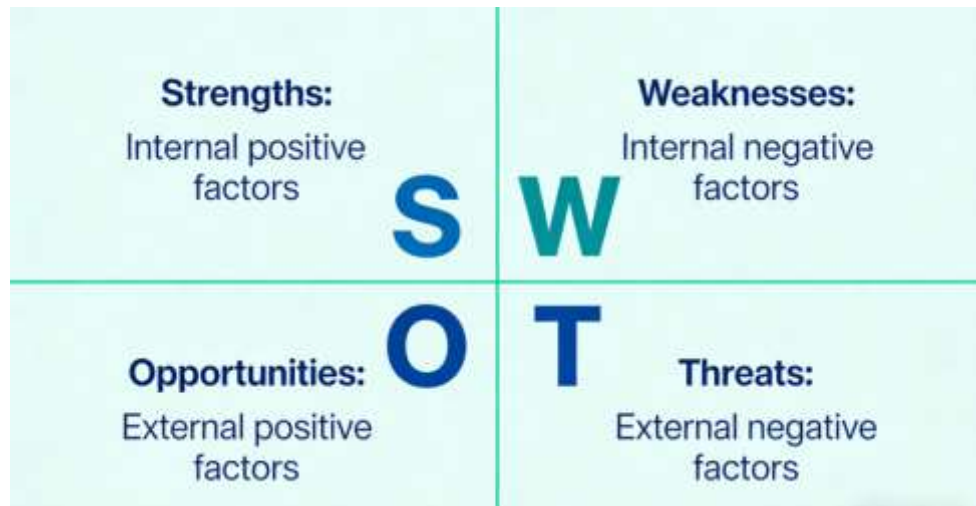 Strengths:
Internal positive
factors
S
Weaknesses:
Internal negative
factors
W
Opportunities:
External positive
factors
O
Threats:
External negative
factors
T